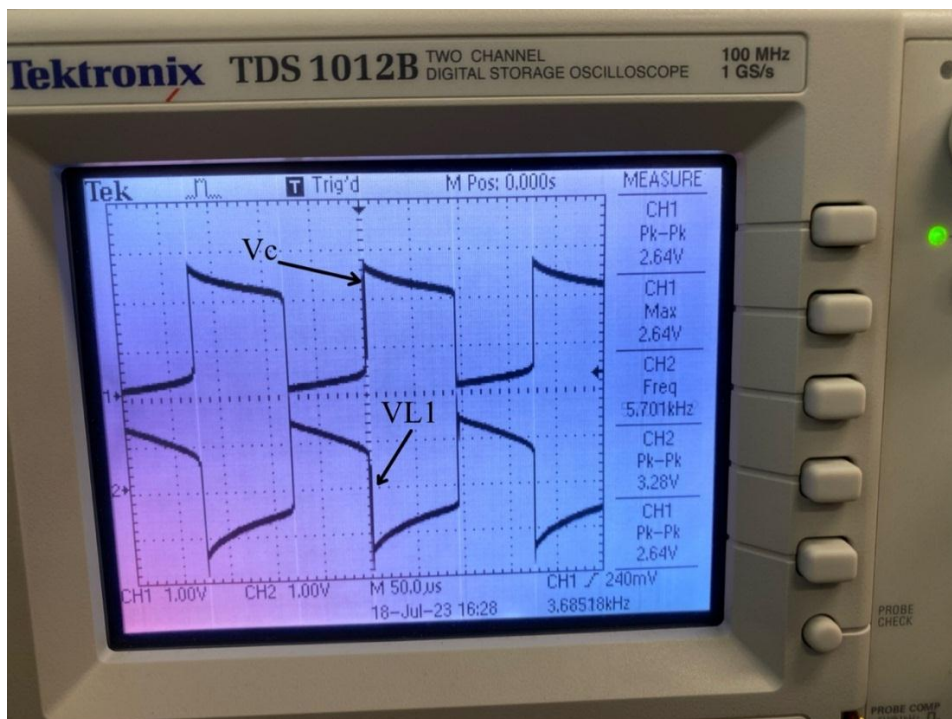 Tektronix TDS 1012B TWO CHANNEL DIGITAL STORAGE OSCILLOSCOPE 100 MHz 1 GS/s
Tek T Trig'd M Pos: 0.000s MEASURE
CH1
Pk-Pk
2.64V
CH1
Max
2.64V
CH2
Freq
5.701kHz
CH2
Pk-Pk
3.28V
CH1
Pk-Pk
2.64V
Vc
1
VL1
2
CH1 1.00V CH2 1.00V M 50.0µs CH1 240mV
18-Jul-23 16:28 3.68518kHz
PROBE
CHECK
PROBE COMP